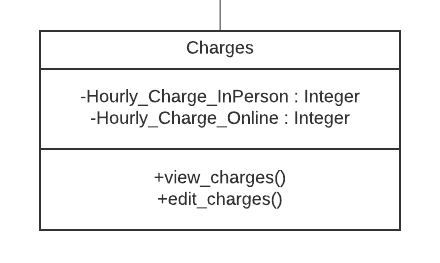 Charges
-Hourly_Charge_InPerson : Integer
-Hourly_Charge_Online : Integer
+view_charges()
+edit_charges()